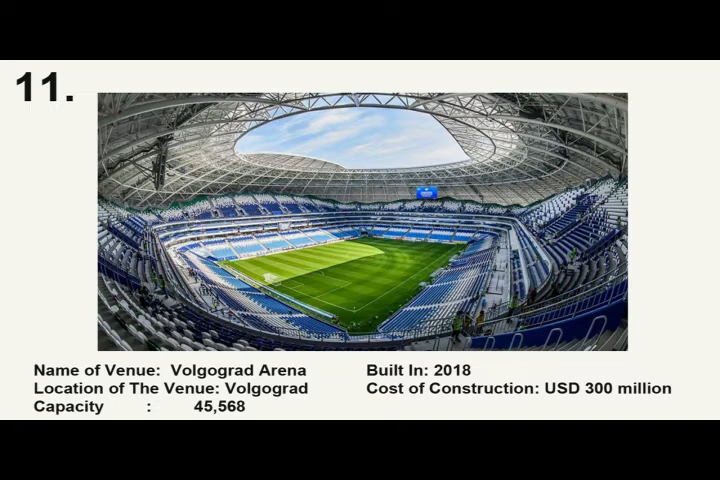 11.
Name of Venue: Volgograd Arena
Location of The Venue: Volgograd
Capacity : 45,568
Built In: 2018
Cost of Construction: USD 300 million